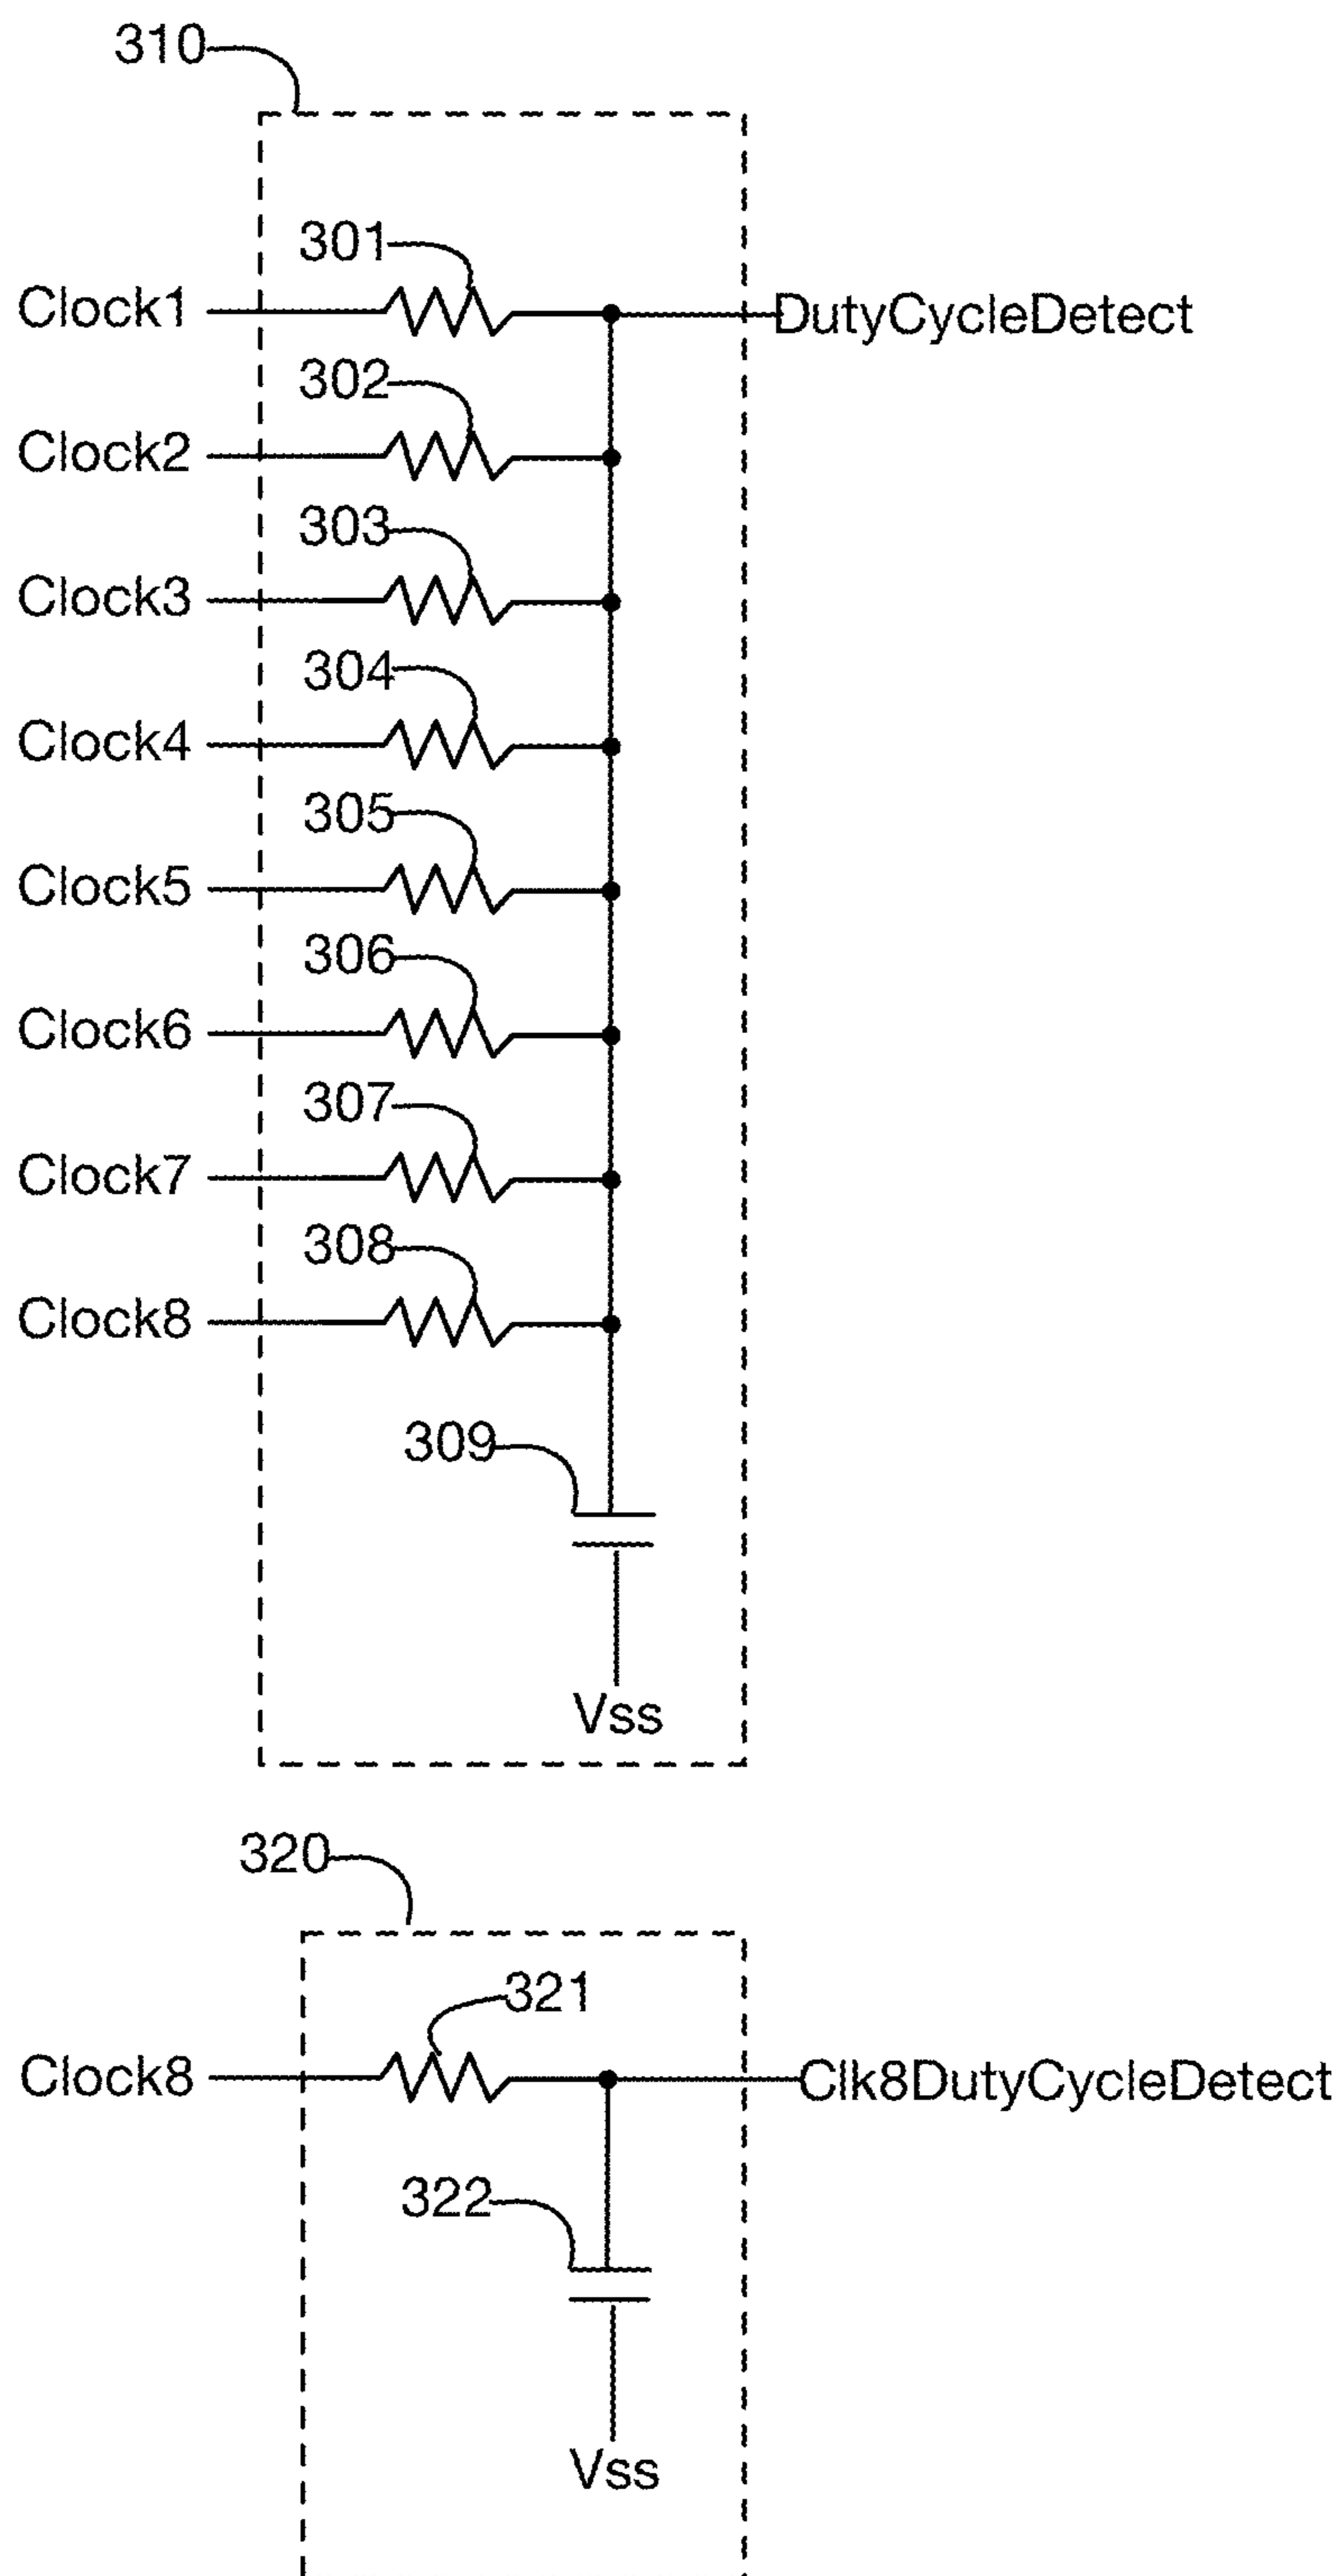 310
301
Clock1
DutyCycleDetect
302
Clock2
303
Clock3
304
Clock4
305
Clock5
306
Clock6
307
Clock7
308
Clock8
309
Vss
320
321
Clock8
Clk8DutyCycleDetect
322
Vss